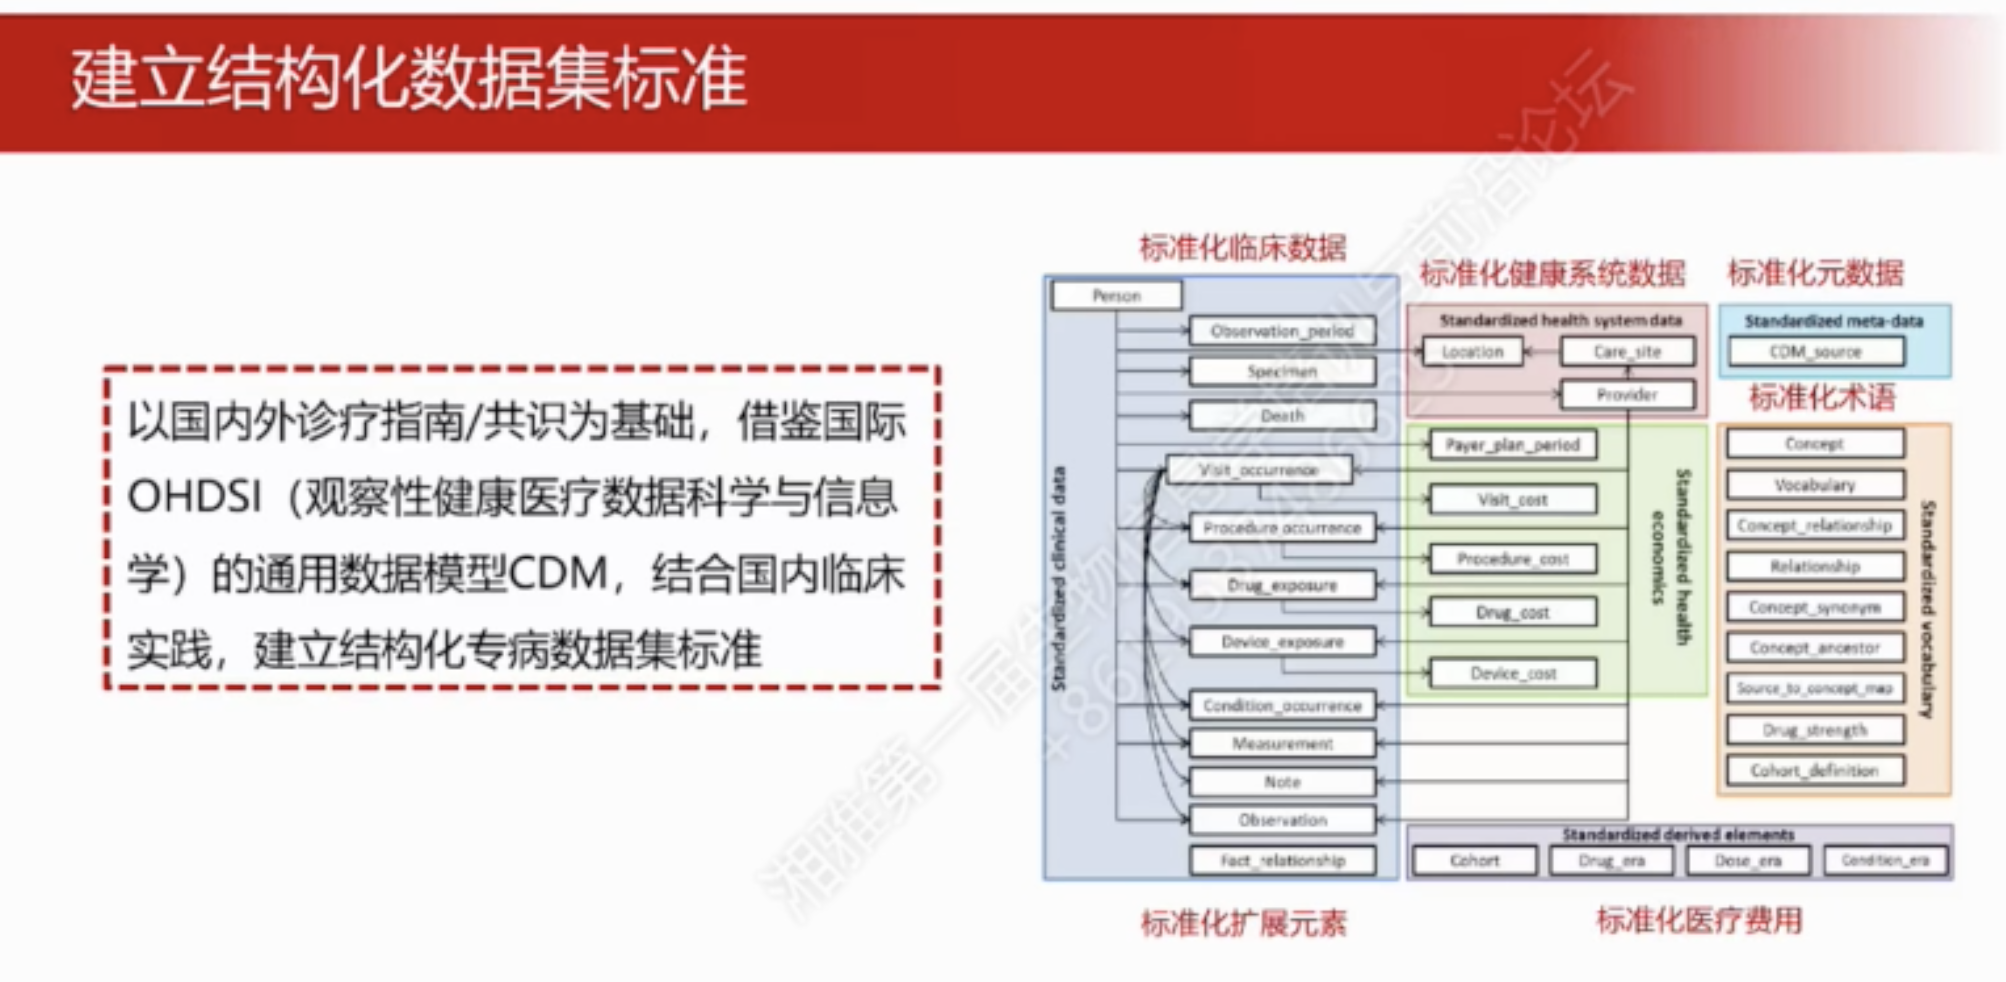 建立结构化数据集标准
以国内外诊疗指南/共识为基础，借鉴国际
OHDSI（观察性健康医疗数据科学与信息
学）的通用数据模型CDM，结合国内临床
实践，建立结构化专病数据集标准
标准化临床数据
Standardized clinical data
Person
Observation_period
Specimen
Death
Visit_occurrence
Procedure_occurrence
Drug_exposure
Device_exposure
Condition_occurrence
Measurement
Note
Observation
Fact_relationship
标准化扩展元素
标准化健康系统数据
Standardized health system data
Location
Care_site
Provider
Payer_plan_period
Visit_cost
Procedure_cost
Drug_cost
Device_cost
Standardized health
economics
标准化元数据
Standardized meta-data
CDM_source
标准化术语
Concept
Vocabulary
Concept_relationship
Relationship
Concept_synonym
Concept_ancestor
Source_to_concept_map
Drug_strength
Cohort_definition
Standardized vocabulary
Standardized derived elements
Cohort
Drug_era
Dose_era
Condition_era
标准化医疗费用